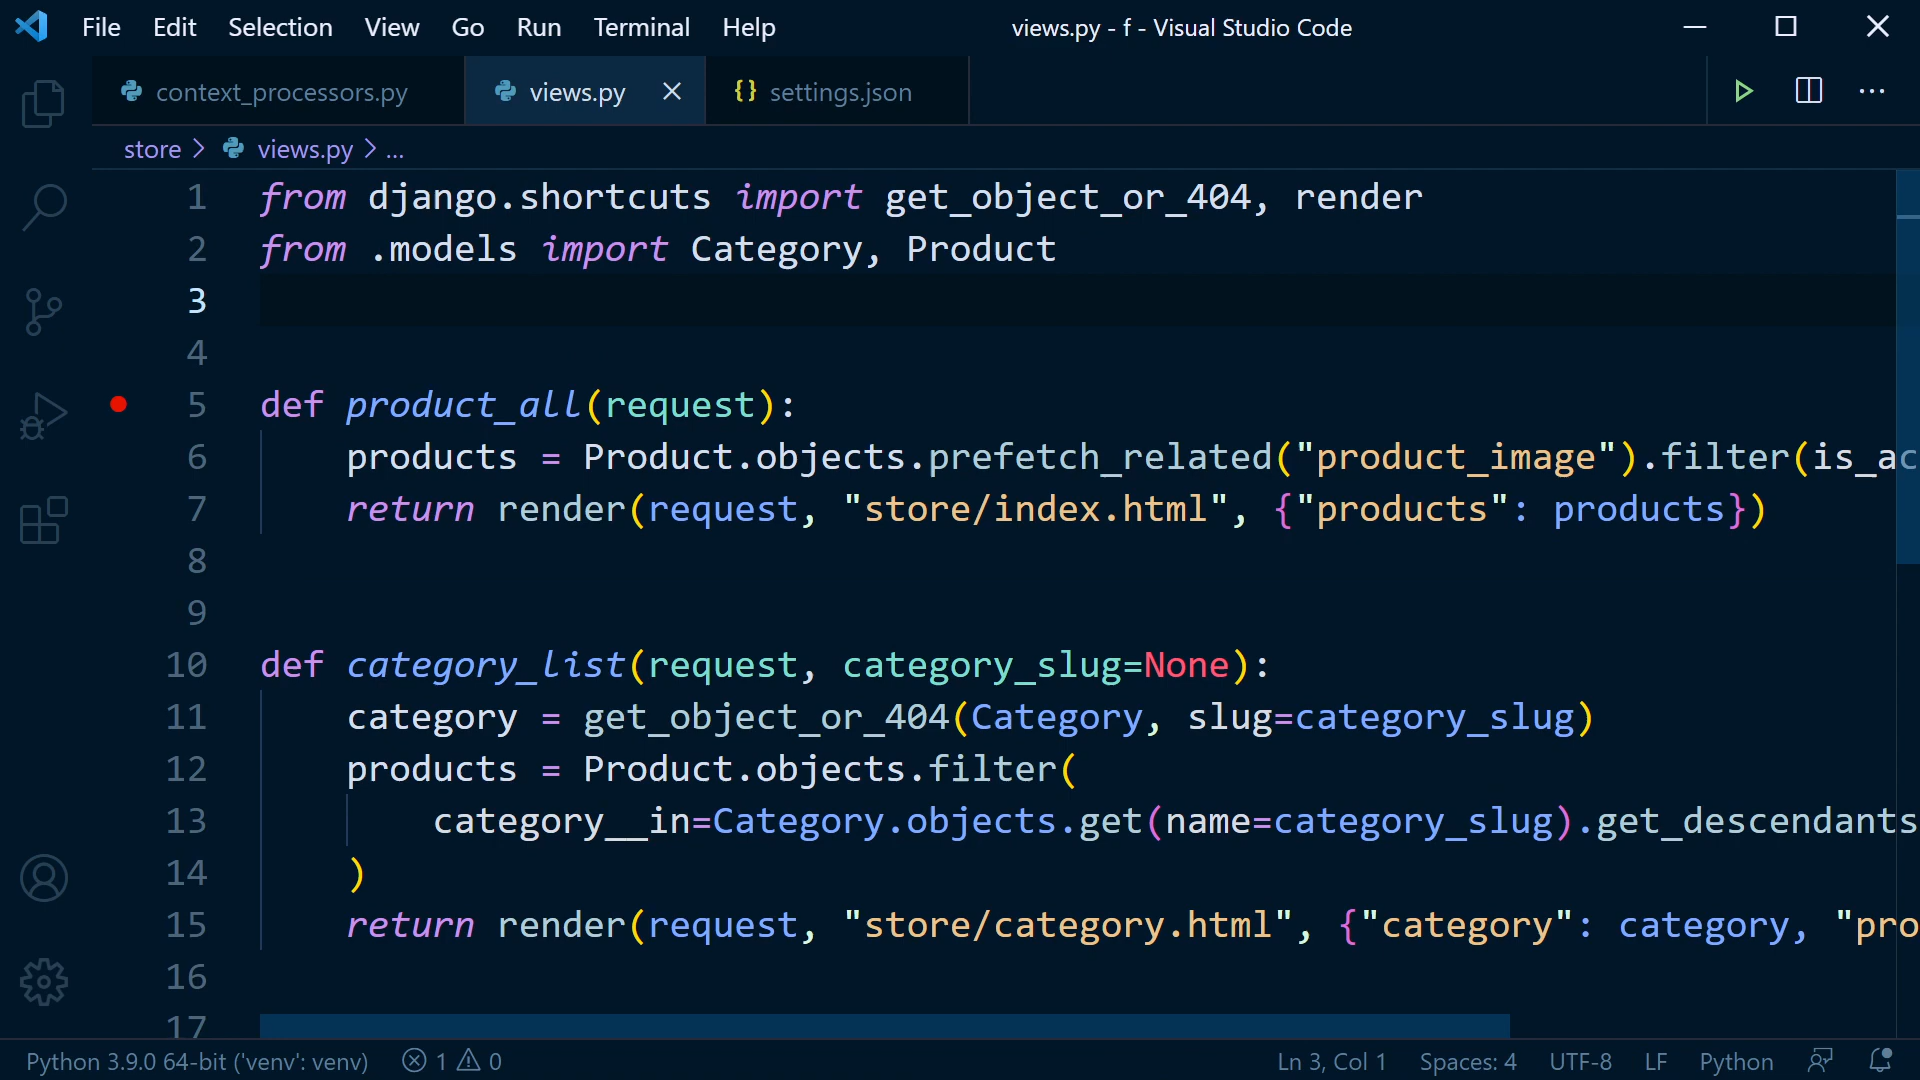 File Edit Selection View Go Run Terminal Help views.py - f - Visual Studio Code
context_processors.py views.py {} settings.json
store > views.py > ...
1 from django.shortcuts import get_object_or_404, render
2 from .models import Category, Product
3
4
5 def product_all(request):
6     products = Product.objects.prefetch_related("product_image").filter(is_ac
7     return render(request, "store/index.html", {"products": products})
8
9
10 def category_list(request, category_slug=None):
11     category = get_object_or_404(Category, slug=category_slug)
12     products = Product.objects.filter(
13         category__in=Category.objects.get(name=category_slug).get_descendants
14     )
15     return render(request, "store/category.html", {"category": category, "pro
16
17
Python 3.9.0 64-bit ('venv': venv) 1 0 Ln 3, Col 1 Spaces: 4 UTF-8 LF Python